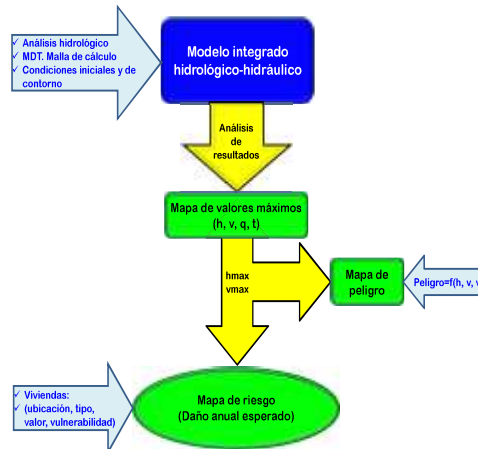 ✓ Análisis hidrológico
✓ MDT. Malla de cálculo
✓ Condiciones iniciales y de
contorno
Modelo integrado
hidrológico-hidráulico
Análisis
de
resultados
Mapa de valores máximos
(h, v, q, t)
hmax
vmax
Mapa de
peligro
Peligro=f(h, v, v
✓ Viviendas:
✓ (ubicación, tipo,
valor, vulnerabilidad)
Mapa de riesgo
(Daño anual esperado)